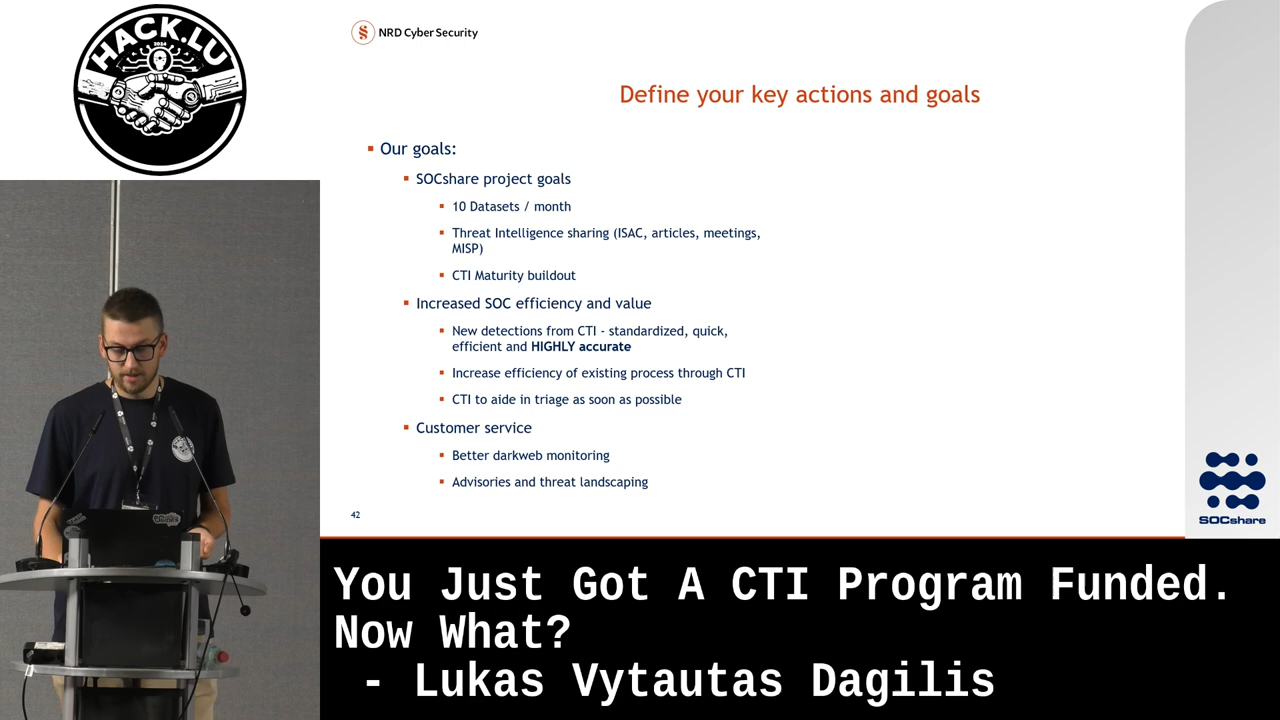 HACK.LU
2024
NRD Cyber Security
Define your key actions and goals
Our goals:
SOCshare project goals
10 Datasets / month
Threat Intelligence sharing (ISAC, articles, meetings,
MISP)
CTI Maturity buildout
Increased SOC efficiency and value
New detections from CTI - standardized, quick,
efficient and HIGHLY accurate
Increase efficiency of existing process through CTI
CTI to aide in triage as soon as possible
Customer service
Better darkweb monitoring
Advisories and threat landscaping
42
SOCshare
You Just Got A CTI Program Funded.
Now What?
- Lukas Vytautas Dagilis